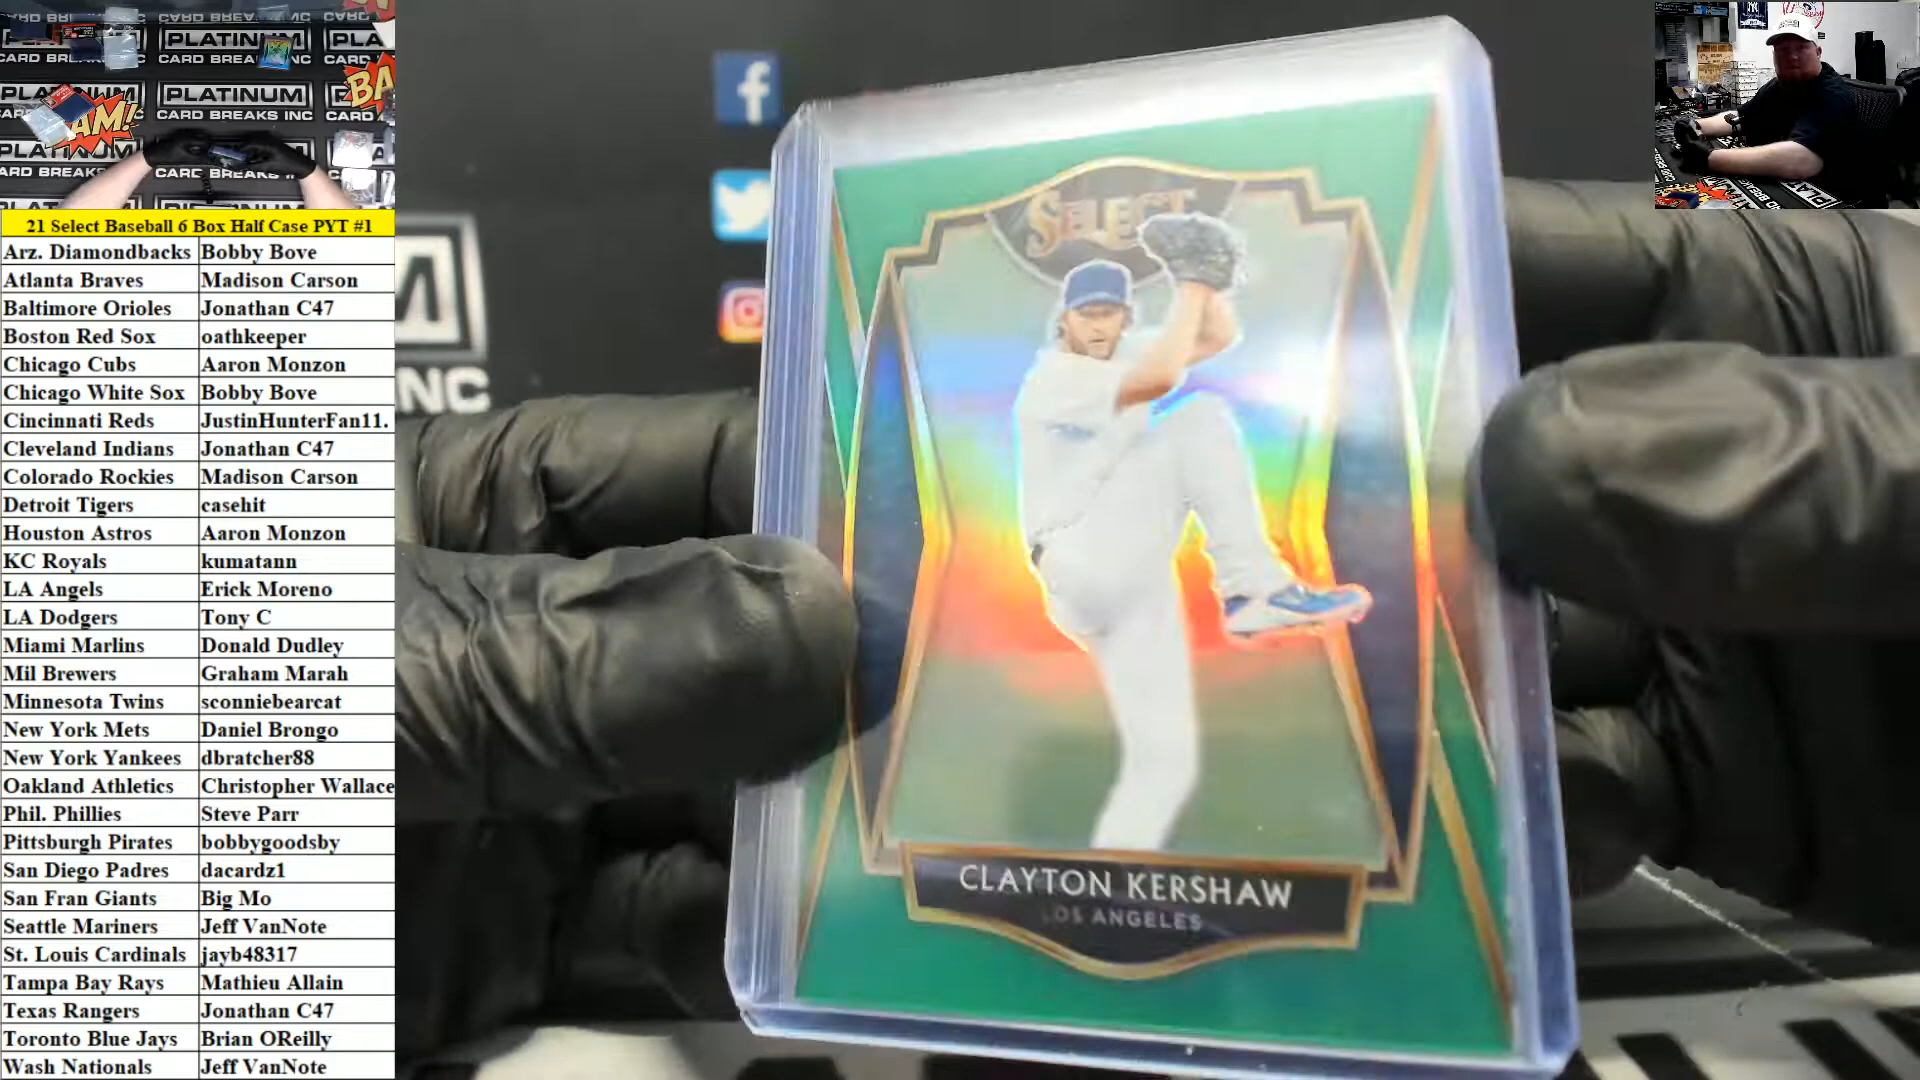 PLATINUM
CARD BREAKS INC
BAM!
21 Select Baseball 6 Box Half Case PYT #1
Arz. Diamondbacks Bobby Bove
Atlanta Braves Madison Carson
Baltimore Orioles Jonathan C47
Boston Red Sox oathkeeper
Chicago Cubs Aaron Monzon
Chicago White Sox Bobby Bove
Cincinnati Reds JustinHunterFan11.
Cleveland Indians Jonathan C47
Colorado Rockies Madison Carson
Detroit Tigers casehit
Houston Astros Aaron Monzon
KC Royals kumatann
LA Angels Erick Moreno
LA Dodgers Tony C
Miami Marlins Donald Dudley
Mil Brewers Graham Marah
Minnesota Twins sconniebearcat
New York Mets Daniel Brongo
New York Yankees dbratcher88
Oakland Athletics Christopher Wallace
Phil. Phillies Steve Parr
Pittsburgh Pirates bobbygoodsby
San Diego Padres dacardz1
San Fran Giants Big Mo
Seattle Mariners Jeff VanNote
St. Louis Cardinals jayb48317
Tampa Bay Rays Mathieu Allain
Texas Rangers Jonathan C47
Toronto Blue Jays Brian OReilly
Wash Nationals Jeff VanNote
INC
SELECT
CLAYTON KERSHAW
LOS ANGELES